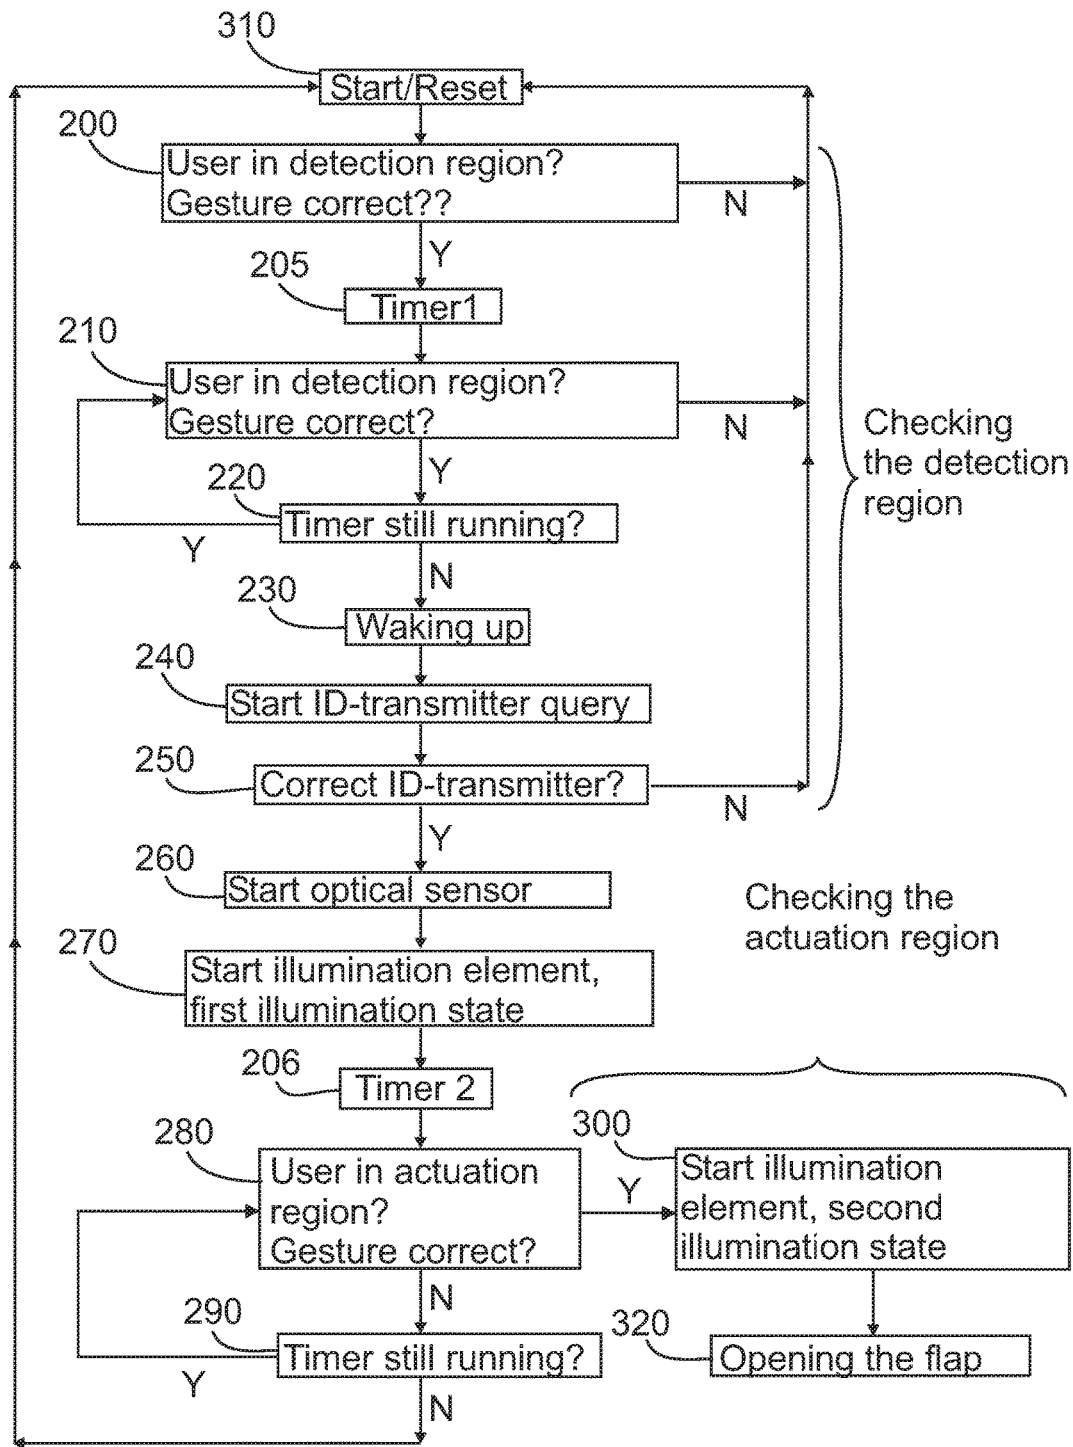 310
Start/Reset
200
User in detection region?
Gesture correct??
N
Y
205
Timer1
210
User in detection region?
Gesture correct?
N
Checking
the detection
region
Y
220
Timer still running?
Y
N
230
Waking up
240
Start ID-transmitter query
250
Correct ID-transmitter?
N
Y
260
Start optical sensor
Checking the
actuation region
270
Start illumination element,
first illumination state
206
Timer 2
280
User in actuation
region?
Gesture correct?
Y
300
Start illumination
element, second
illumination state
N
290
Timer still running?
Y
N
320
Opening the flap